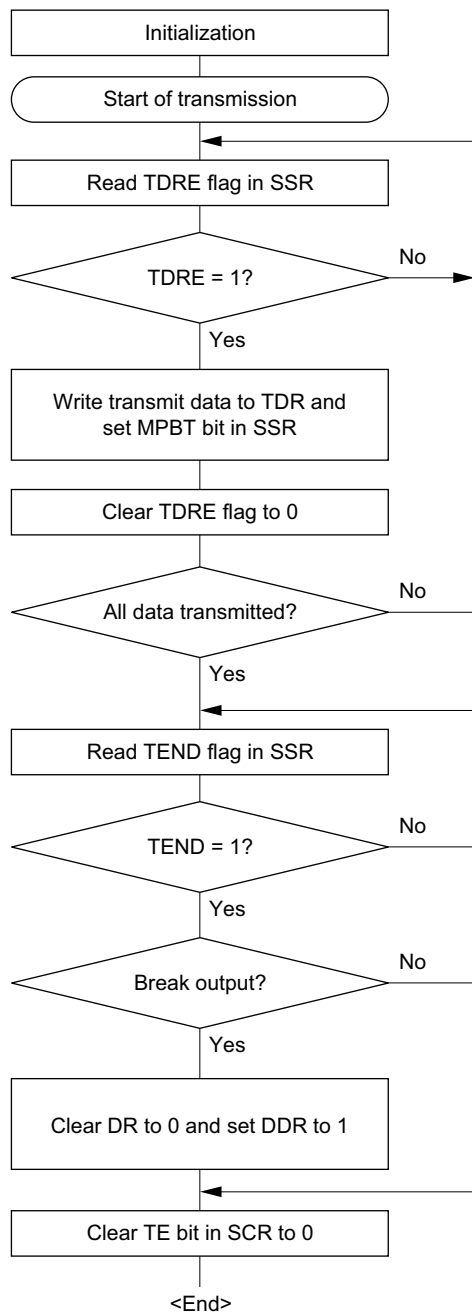 Initialization
Start of transmission
Read TDRE flag in SSR
TDRE = 1?
No
Yes
Write transmit data to TDR and
set MPBT bit in SSR
Clear TDRE flag to 0
All data transmitted?
No
Yes
Read TEND flag in SSR
TEND = 1?
No
Yes
Break output?
No
Yes
Clear DR to 0 and set DDR to 1
Clear TE bit in SCR to 0
<End>